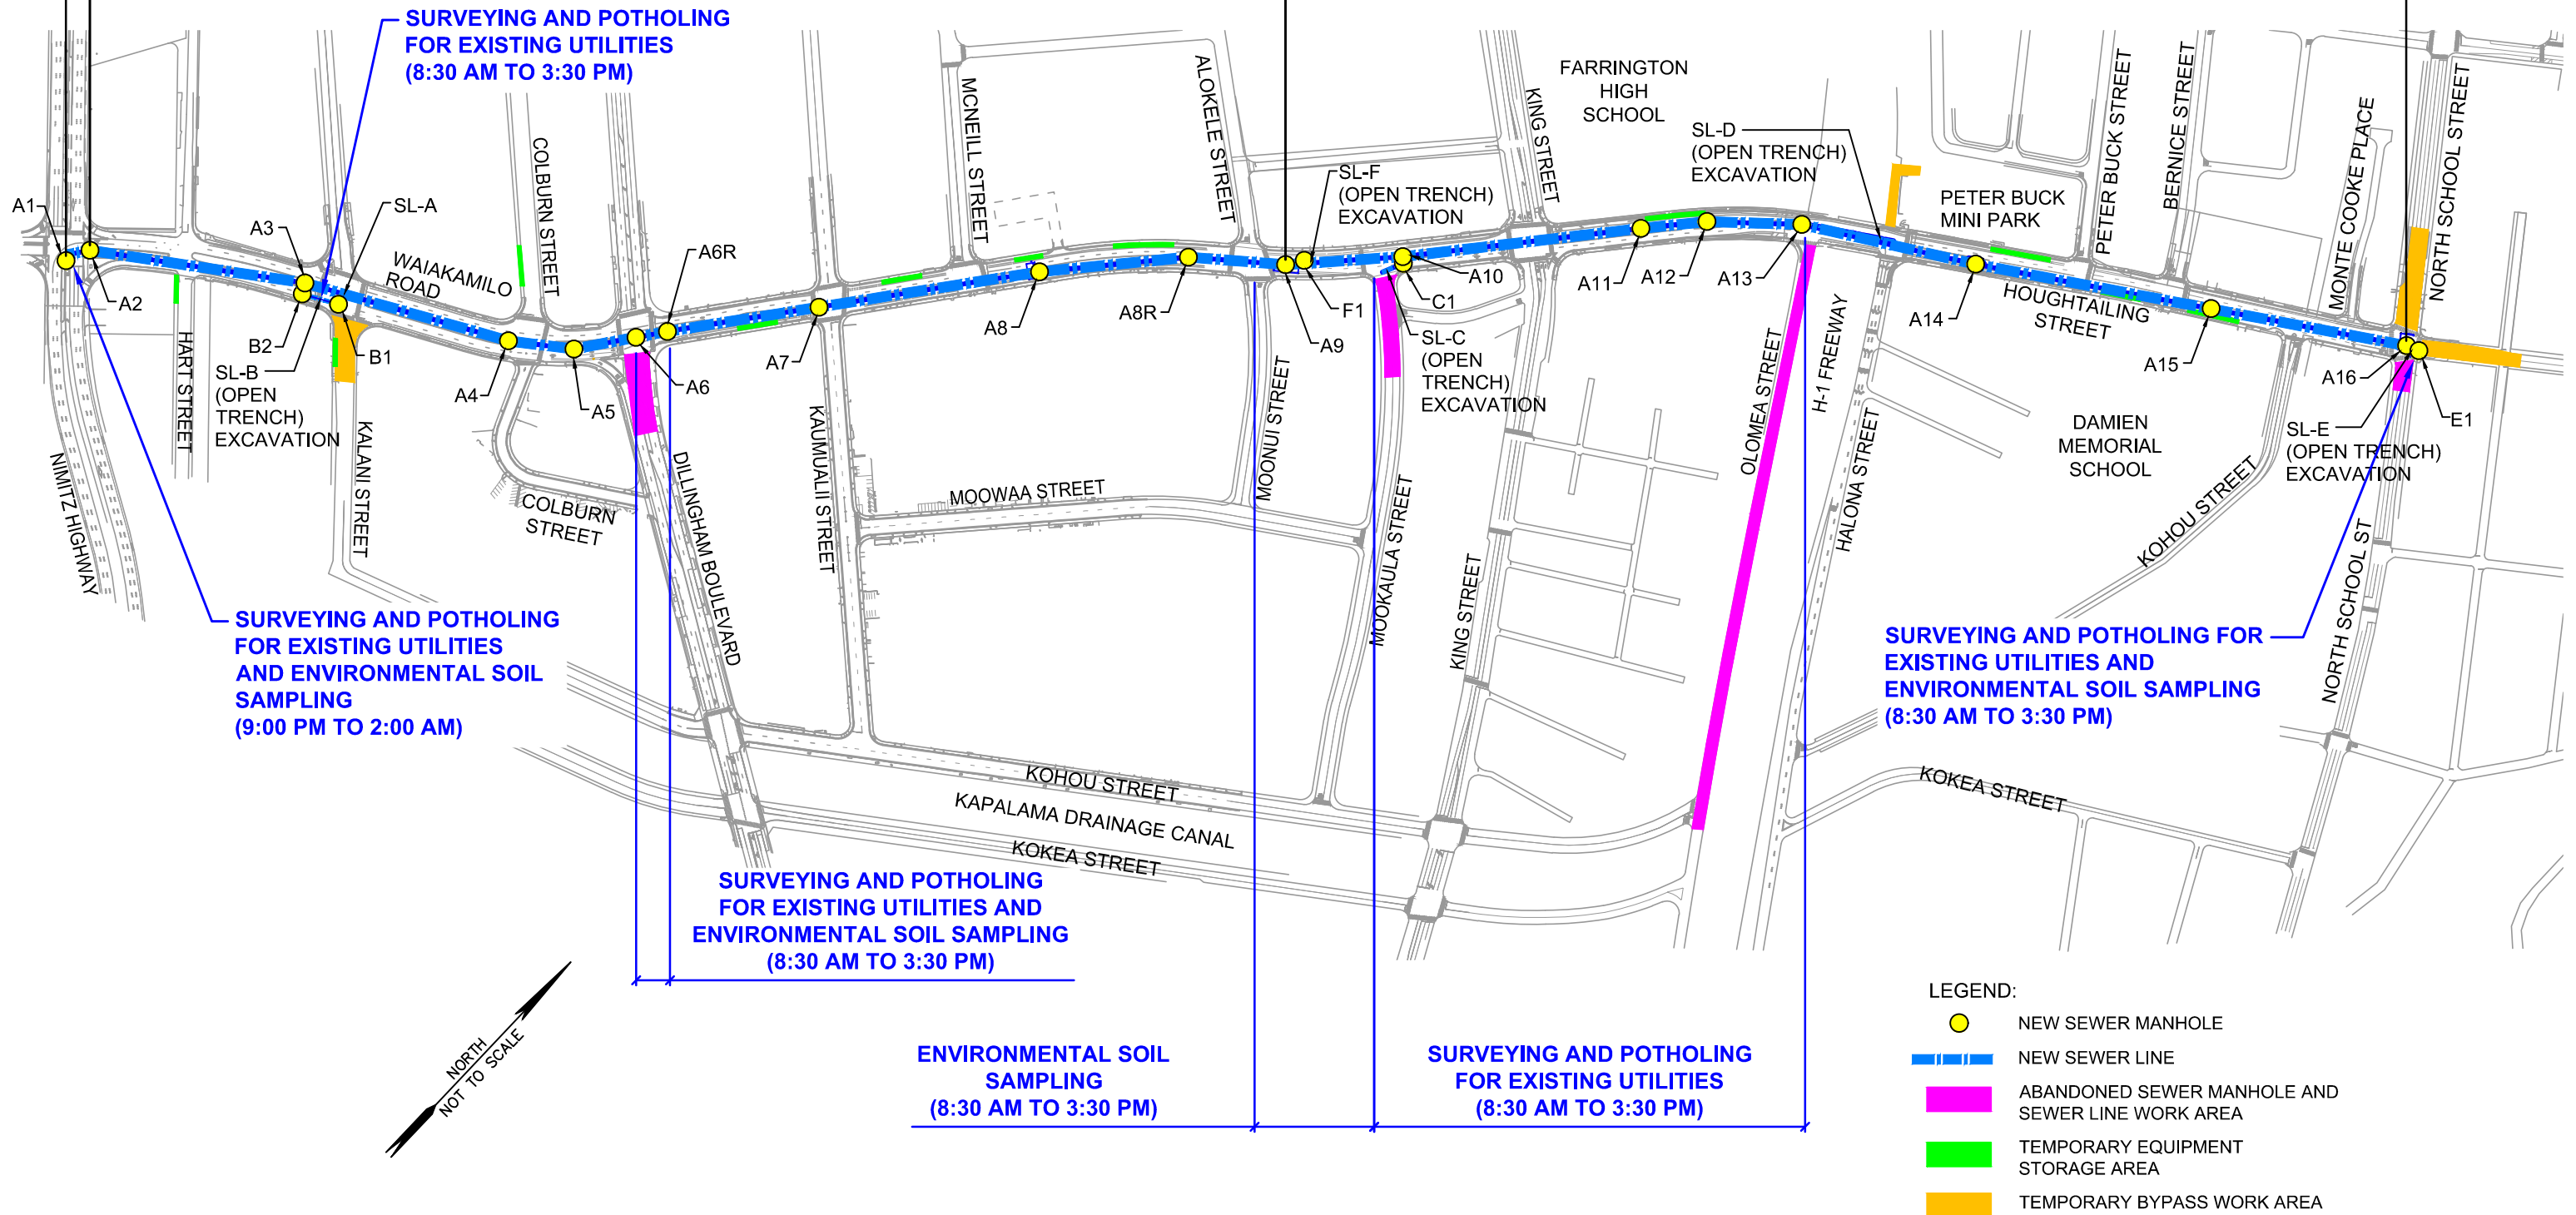 SURVEYING AND POTHOLING
FOR EXISTING UTILITIES
(8:30 AM TO 3:30 PM)
FARRINGTON
HIGH
SCHOOL
ALOKELE STREET
MCNEILL STREET
KING STREET
COLBURN STREET
PETER BUCK STREET
BERNICE STREET
MONTE COOKE PLACE
NORTH SCHOOL STREET
SL-D
(OPEN TRENCH)
EXCAVATION
SL-F
(OPEN TRENCH)
EXCAVATION
PETER BUCK
MINI PARK
A1
A3
SL-A
WAIAKAMILO
ROAD
A6R
A2
B2
B1
SL-B
(OPEN
TRENCH)
EXCAVATION
HART STREET
KALANI STREET
NIMITZ HIGHWAY
A4
A5
A6
A7
A8
A8R
A9
F1
C1
A10
SL-C
(OPEN
TRENCH)
EXCAVATION
A11
A12
A13
A14
HOUGHTAILING
STREET
A15
A16
E1
SL-E
(OPEN TRENCH)
EXCAVATION
DAMIEN
MEMORIAL
SCHOOL
COLBURN
STREET
DILLINGHAM BOULEVARD
KAUMUALII STREET
MOOWAA STREET
MOONUI STREET
MOOKAULA STREET
KING STREET
OLOMEA STREET
H-1 FREEWAY
HALONA STREET
KOHOU STREET
NORTH SCHOOL ST
SURVEYING AND POTHOLING
FOR EXISTING UTILITIES
AND ENVIRONMENTAL SOIL
SAMPLING
(9:00 PM TO 2:00 AM)
SURVEYING AND POTHOLING FOR
EXISTING UTILITIES AND
ENVIRONMENTAL SOIL SAMPLING
(8:30 AM TO 3:30 PM)
KOHOU STREET
KAPALAMA DRAINAGE CANAL
KOKEA STREET
KOKEA STREET
SURVEYING AND POTHOLING
FOR EXISTING UTILITIES AND
ENVIRONMENTAL SOIL SAMPLING
(8:30 AM TO 3:30 PM)
NORTH
NOT TO SCALE
ENVIRONMENTAL SOIL
SAMPLING
(8:30 AM TO 3:30 PM)
SURVEYING AND POTHOLING
FOR EXISTING UTILITIES
(8:30 AM TO 3:30 PM)
LEGEND:
NEW SEWER MANHOLE
NEW SEWER LINE
ABANDONED SEWER MANHOLE AND
SEWER LINE WORK AREA
TEMPORARY EQUIPMENT
STORAGE AREA
TEMPORARY BYPASS WORK AREA